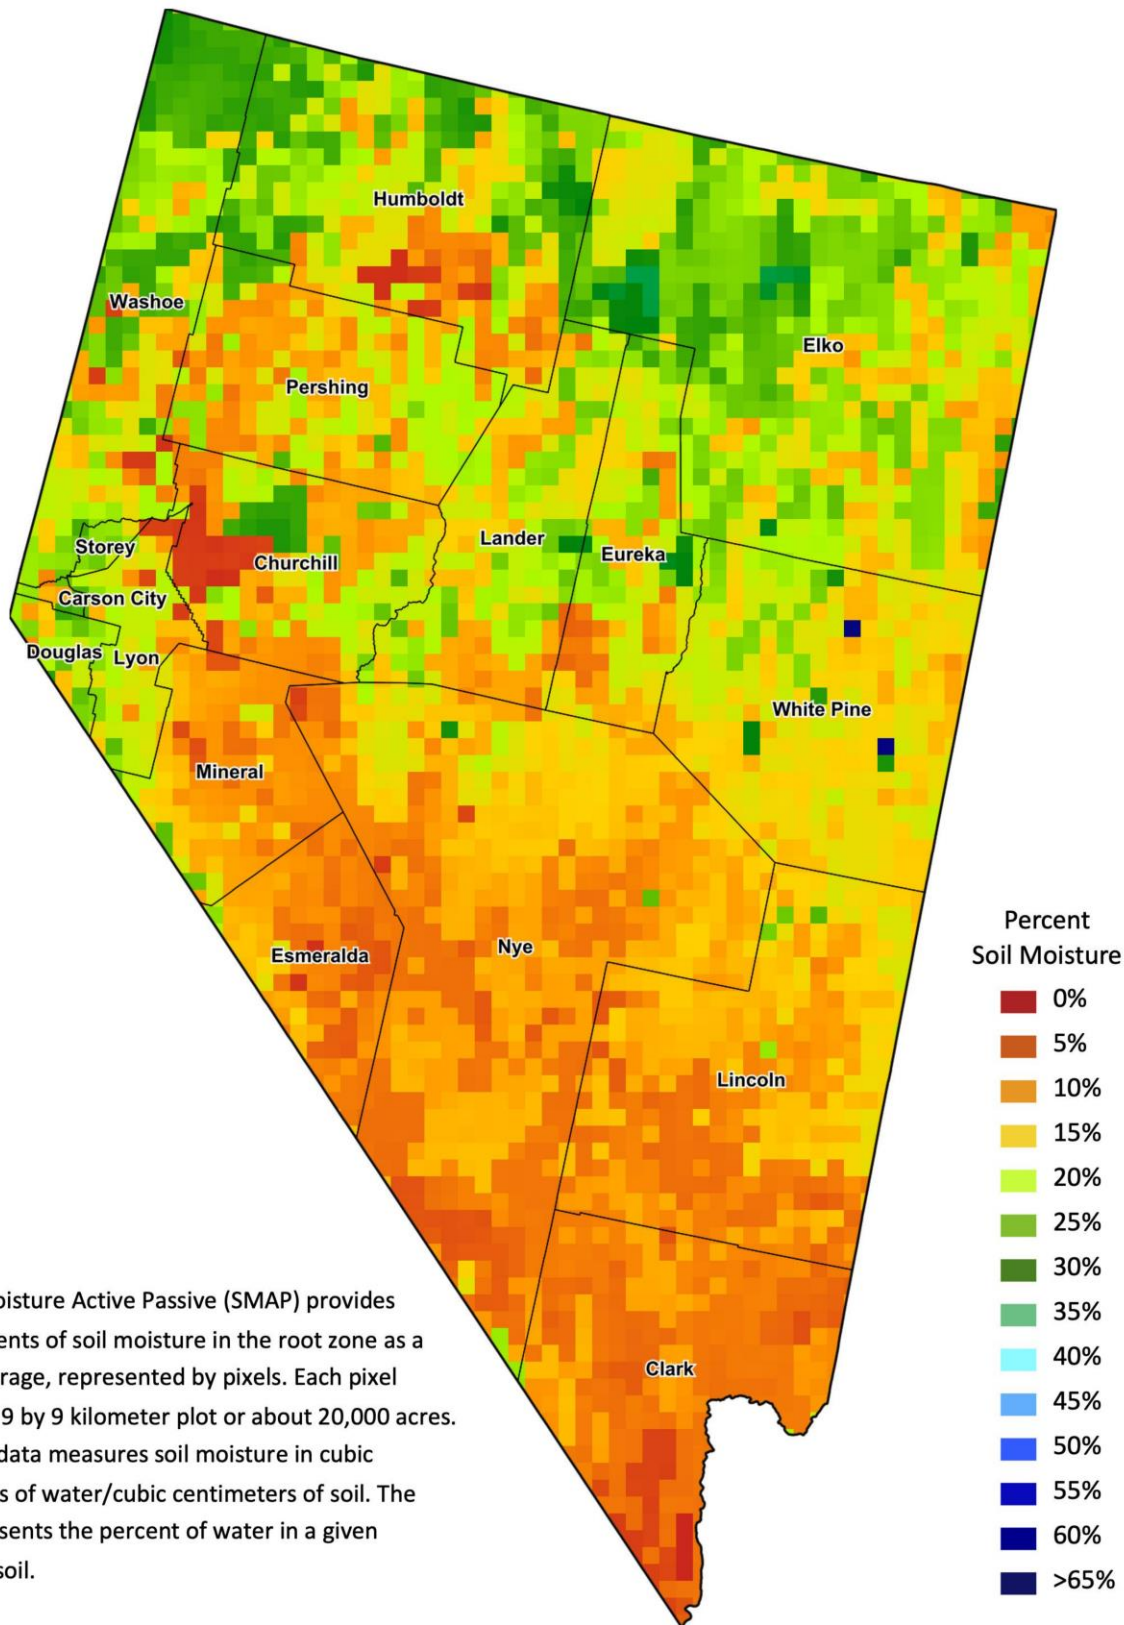 Humboldt
Washoe
Elko
Pershing
Lander
Storey
Eureka
Churchill
Carson City
Douglas
Lyon
White Pine
Mineral
Nye
Esmeralda
Lincoln
Clark
Percent
Soil Moisture
0%
5%
10%
15%
20%
25%
30%
35%
40%
45%
50%
55%
60%
>65%
oisture Active Passive (SMAP) provides
ents of soil moisture in the root zone as a
rage, represented by pixels. Each pixel
9 by 9 kilometer plot or about 20,000 acres.
data measures soil moisture in cubic
s of water/cubic centimeters of soil. The
sents the percent of water in a given
soil.